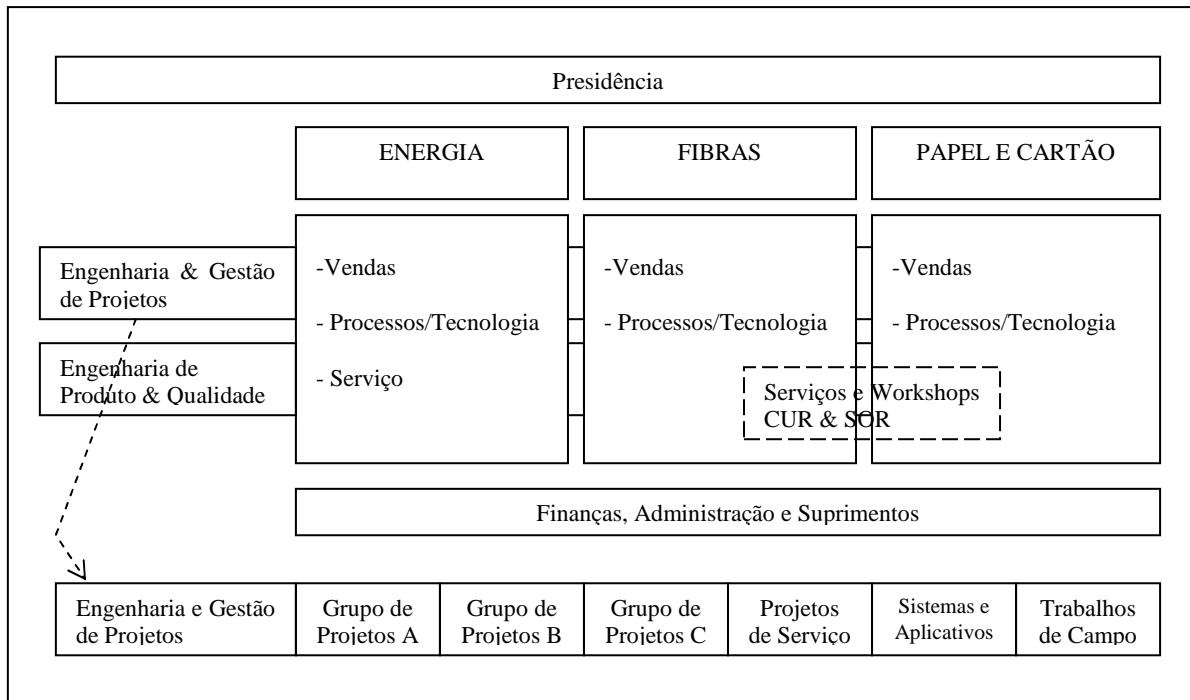 Presidência
ENERGIA
FIBRAS
PAPEL E CARTÃO
Engenharia & Gestão
de Projetos
Engenharia de
Produto & Qualidade
-Vendas
- Processos/Tecnologia
- Serviço
-Vendas
- Processos/Tecnologia
-Vendas
- Processos/Tecnologia
Serviços e Workshops
CUR & SOR
Finanças, Administração e Suprimentos
Engenharia e Gestão
de Projetos
Grupo de
Projetos A
Grupo de
Projetos B
Grupo de
Projetos C
Projetos
de Serviço
Sistemas e
Aplicativos
Trabalhos
de Campo